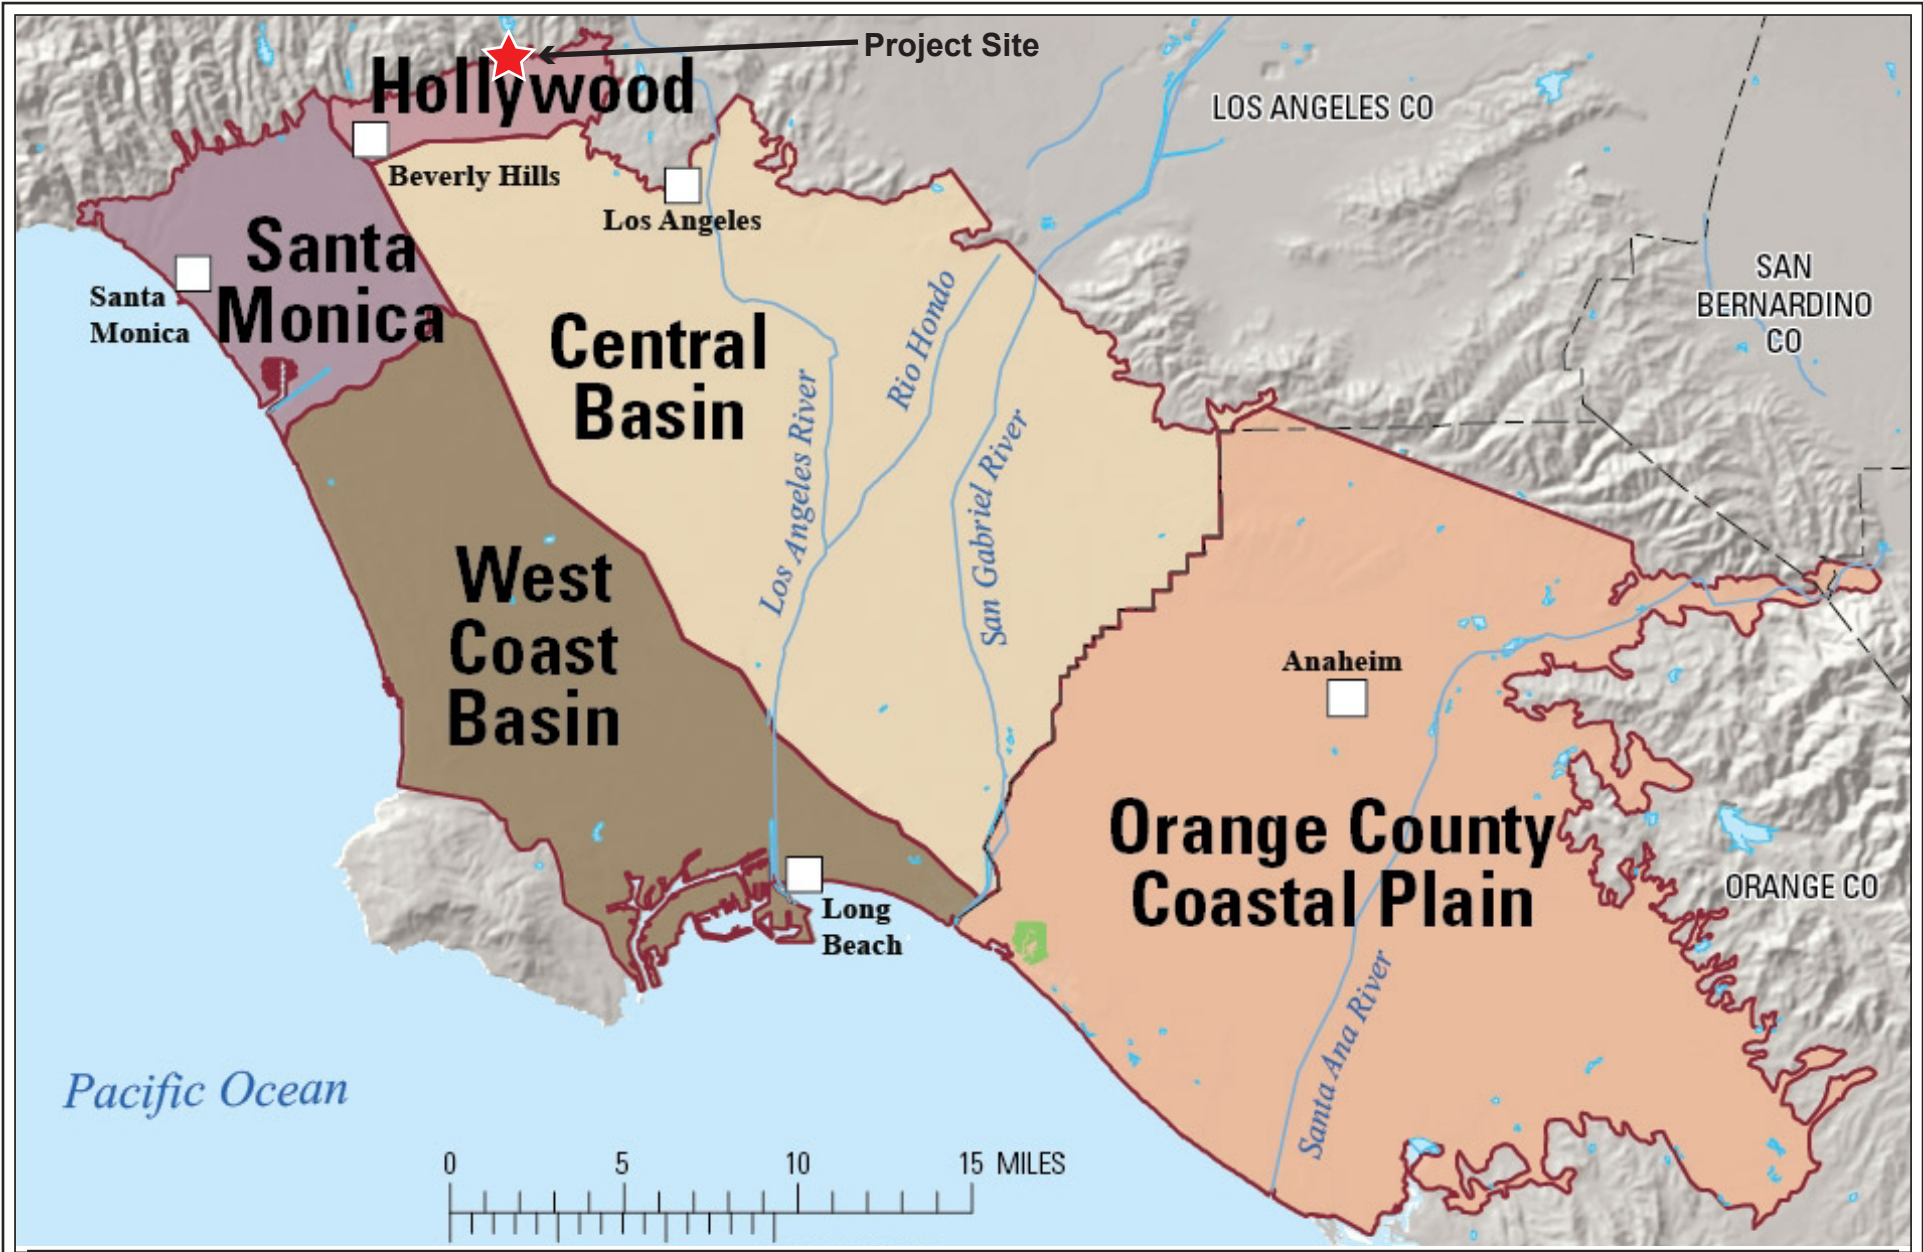 Project Site
Hollywood
LOS ANGELES CO
Beverly Hills
Los Angeles
Santa
Monica
Santa
Monica
SAN
BERNARDINO
CO
Central
Basin
Rio Hondo
Los Angeles River
San Gabriel River
West
Coast
Basin
Anaheim
Orange County
Coastal Plain
ORANGE CO
Long
Beach
Santa Ana River
Pacific Ocean
0 5 10 15 MILES